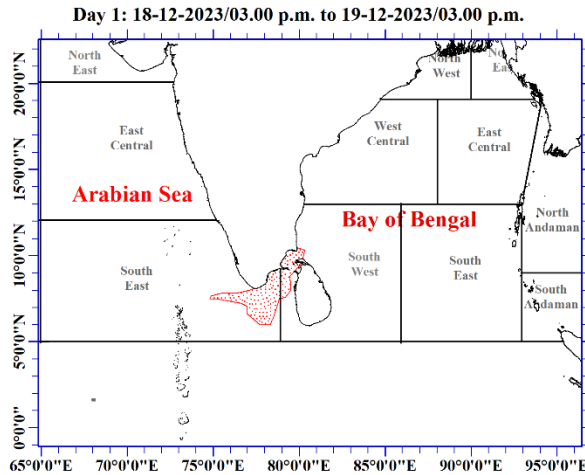 Day 1: 18-12-2023/03.00 p.m. to 19-12-2023/03.00 p.m.
North
East
North
West
20°0'0"N
East
Central
West
Central
East
Central
15°0'0"N
Arabian Sea
Bay of Bengal
North
Andaman
10°0'0"N
South
East
South
West
South
East
South
Andaman
5°0'0"N
0°0'0"
65°0'0"E
70°0'0"E
75°0'0"E
80°0'0"E
85°0'0"E
90°0'0"E
95°0'0"E